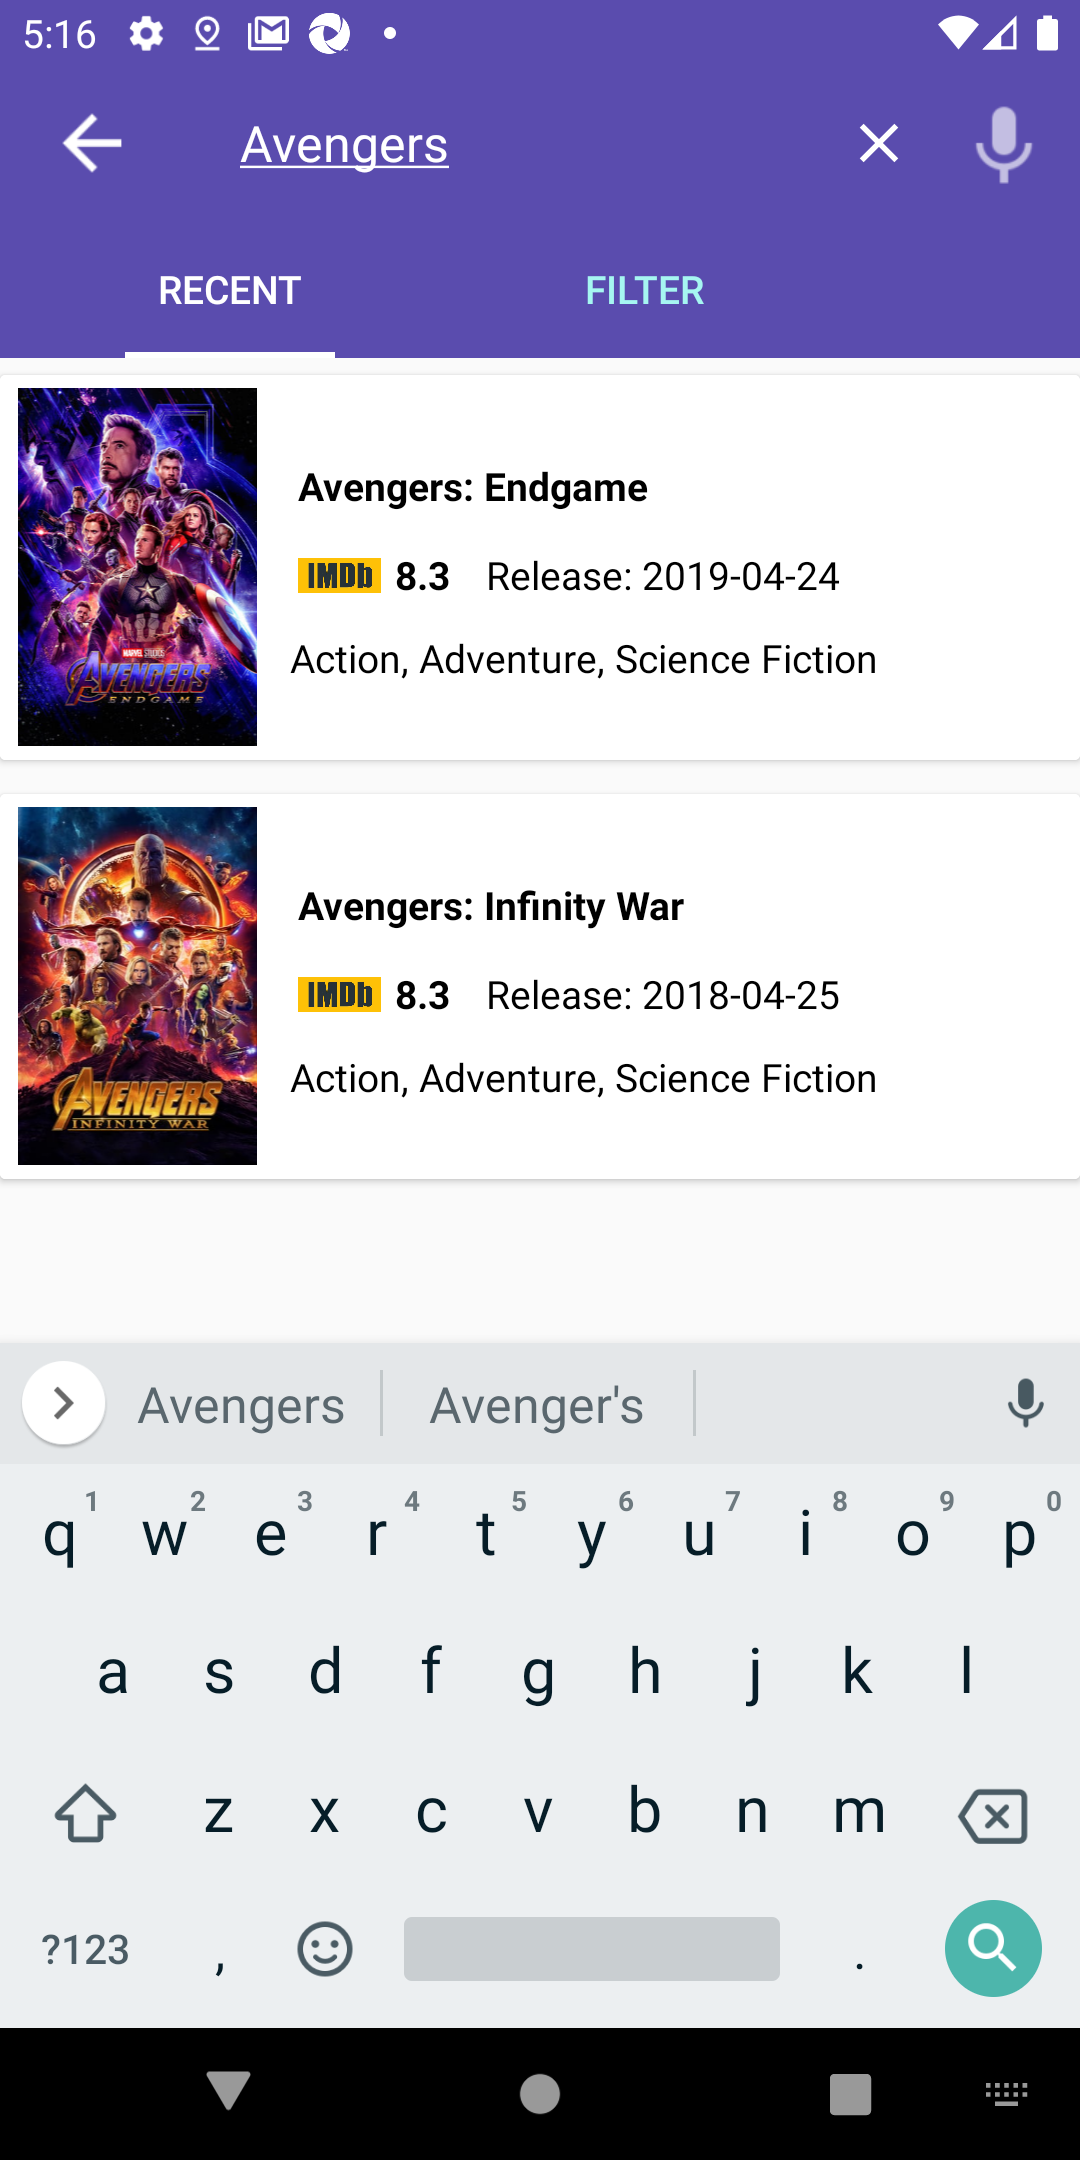 5:16
Avengers
RECENT FILTER
MARVEL STUDIOS
AVENGERS
ENDGAME
Avengers: Endgame
IMDb 8.3 Release: 2019-04-24
Action, Adventure, Science Fiction
AVENGERS
INFINITY WAR
Avengers: Infinity War
IMDb 8.3 Release: 2018-04-25
Action, Adventure, Science Fiction
Avengers Avenger's
1 2 3 4 5 6 7 8 9 0
q w e r t y u i o p
a s d f g h j k l
z x c v b n m
?123 , .